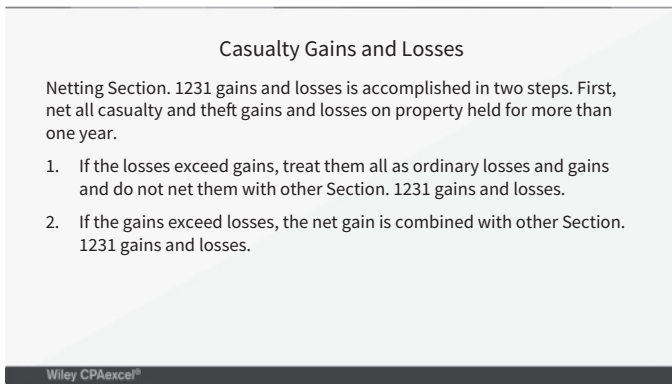 Casualty Gains and Losses
Netting Section. 1231 gains and losses is accomplished in two steps. First,
net all casualty and theft gains and losses on property held for more than
one year.
1. If the losses exceed gains, treat them all as ordinary losses and gains
and do not net them with other Section. 1231 gains and losses.
2. If the gains exceed losses, the net gain is combined with other Section.
1231 gains and losses.
Wiley CPAexcel®